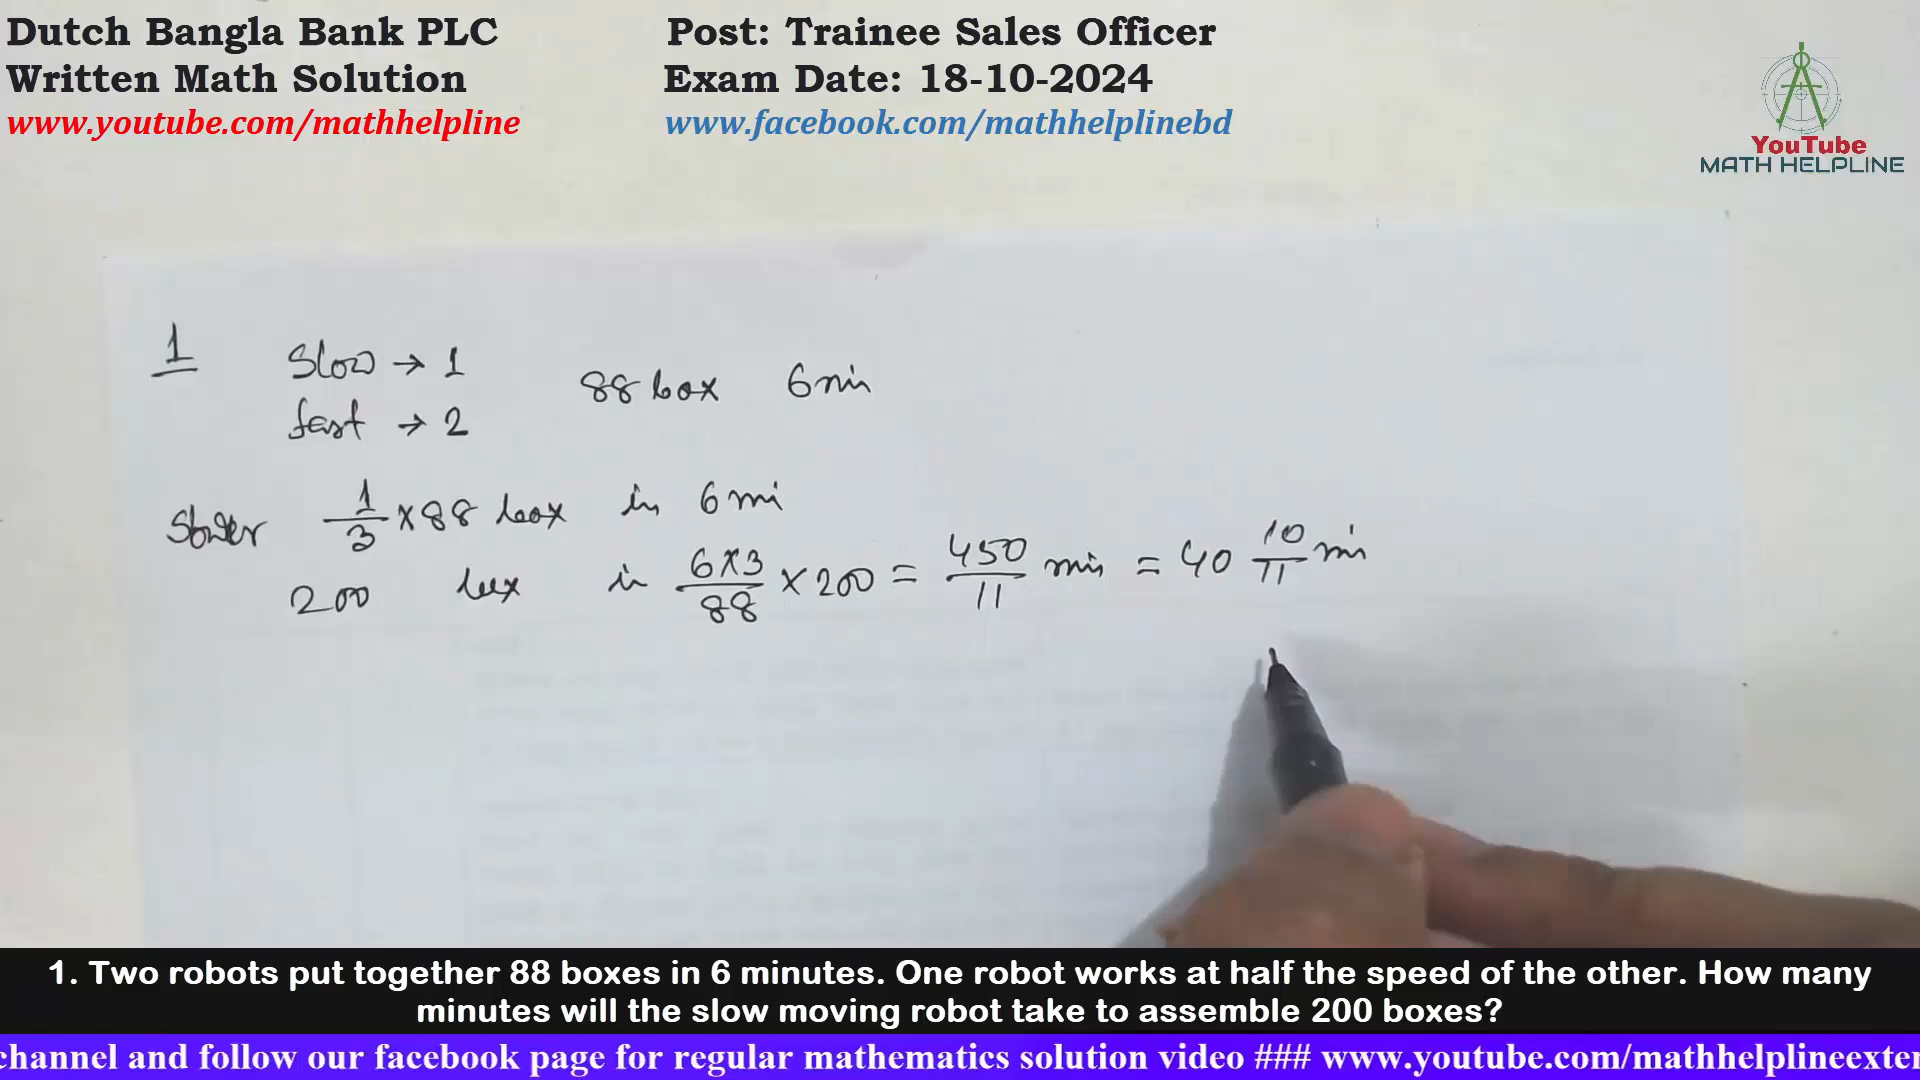 Dutch Bangla Bank PLC
Post: Trainee Sales Officer
Written Math Solution
Exam Date: 18-10-2024
www.youtube.com/mathhelpline
www.facebook.com/mathhelplinebd
YouTube
MATH HELPLINE
1
Slow → 1
fast → 2
88 box 6 min
Slower 1/3 × 88 box in 6 mi
200 box in 6×3/88 × 200 = 450/11 min = 40 10/11 min
1. Two robots put together 88 boxes in 6 minutes. One robot works at half the speed of the other. How many
minutes will the slow moving robot take to assemble 200 boxes?
channel and follow our facebook page for regular mathematics solution video ### www.youtube.com/mathhelplineexter